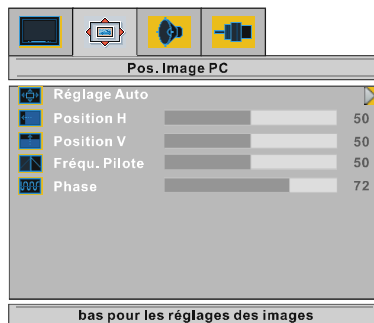 Pos. Image PC
Réglage Auto
Position H 50
Position V 50
Fréqu. Pilote 50
Phase 72
bas pour les réglages des images